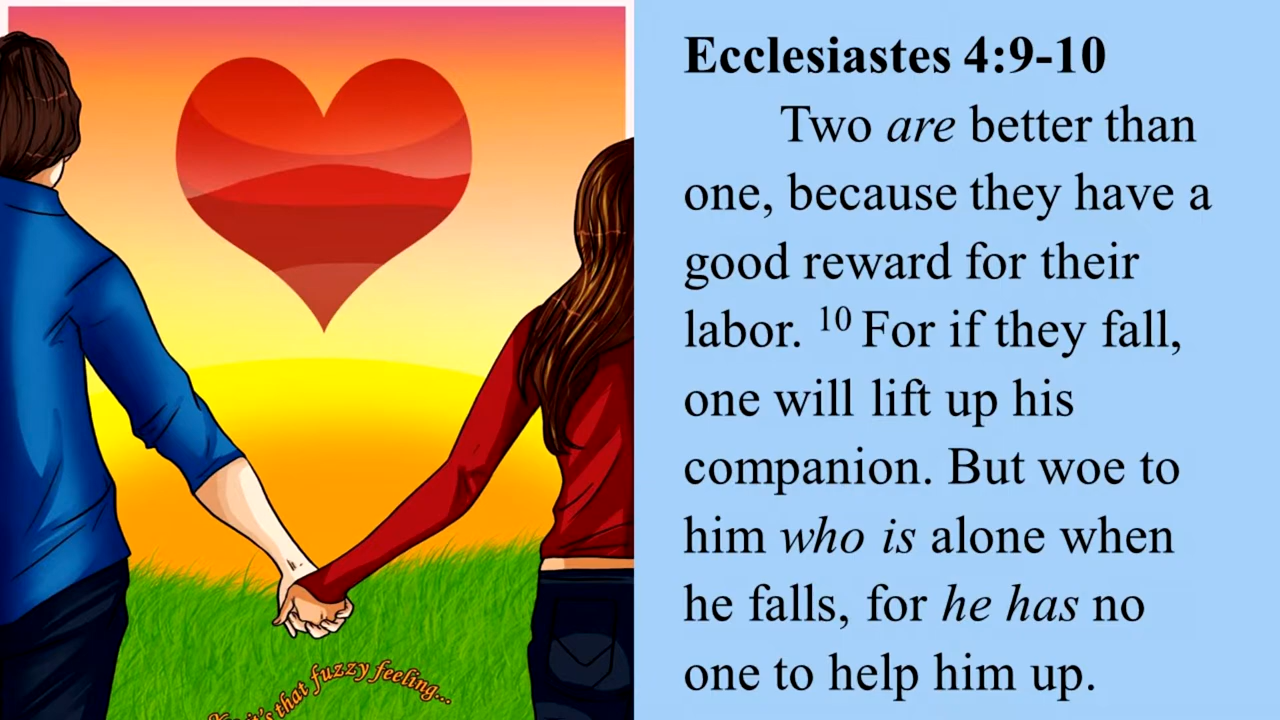 Ecclesiastes 4:9-10
Two are better than
one, because they have a
good reward for their
labor. 10 For if they fall,
one will lift up his
companion. But woe to
him who is alone when
he falls, for he has no
one to help him up.
it's that fuzzy feeling...